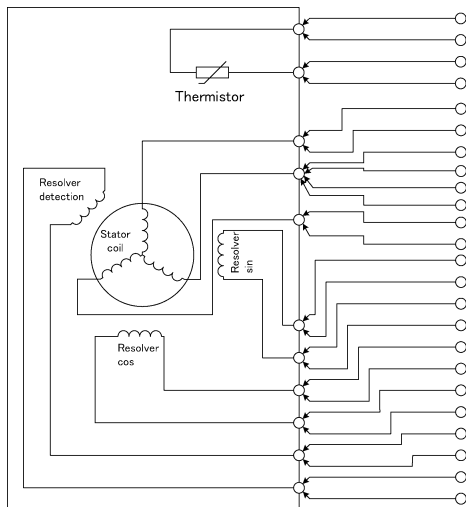 Thermistor
Resolver
detection
Stator
coil
Resolver
sin
Resolver
cos